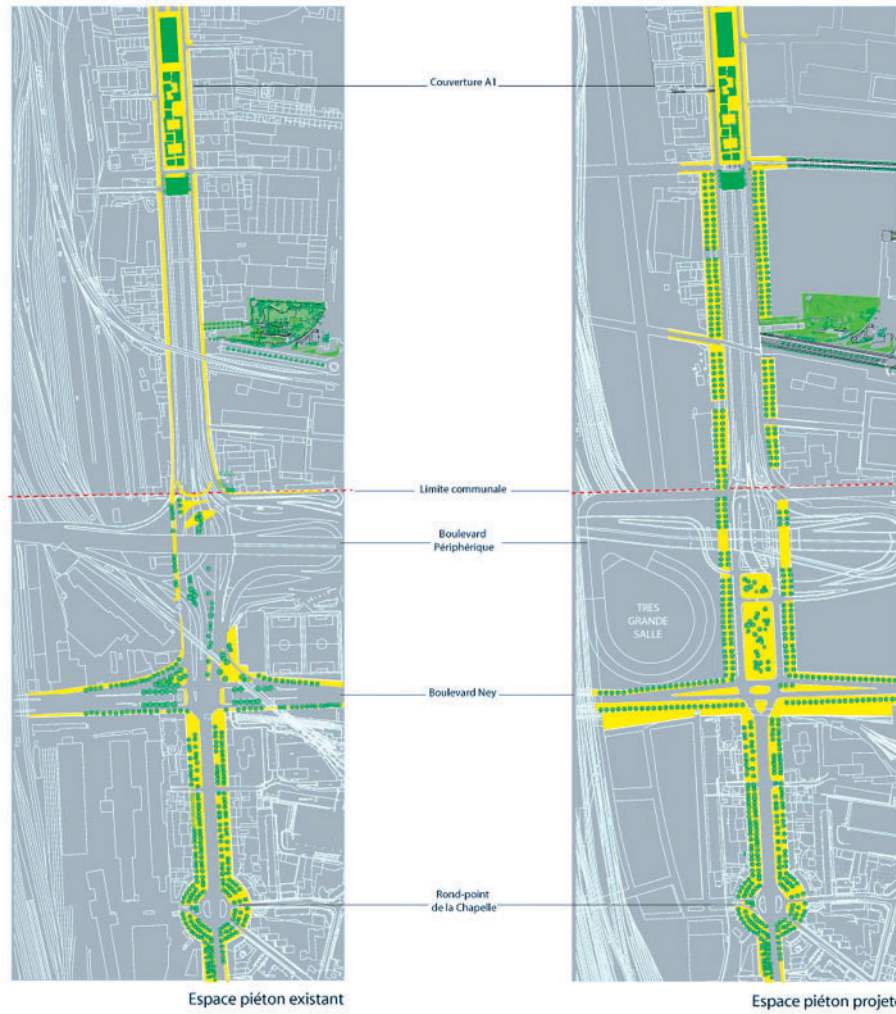 Couverture A1
Limite communale
Boulevard
Périphérique
TRES
GRANDE
SALLE
Boulevard Ney
Rond-point
de la Chapelle
Espace piéton existant
Espace piéton projeté